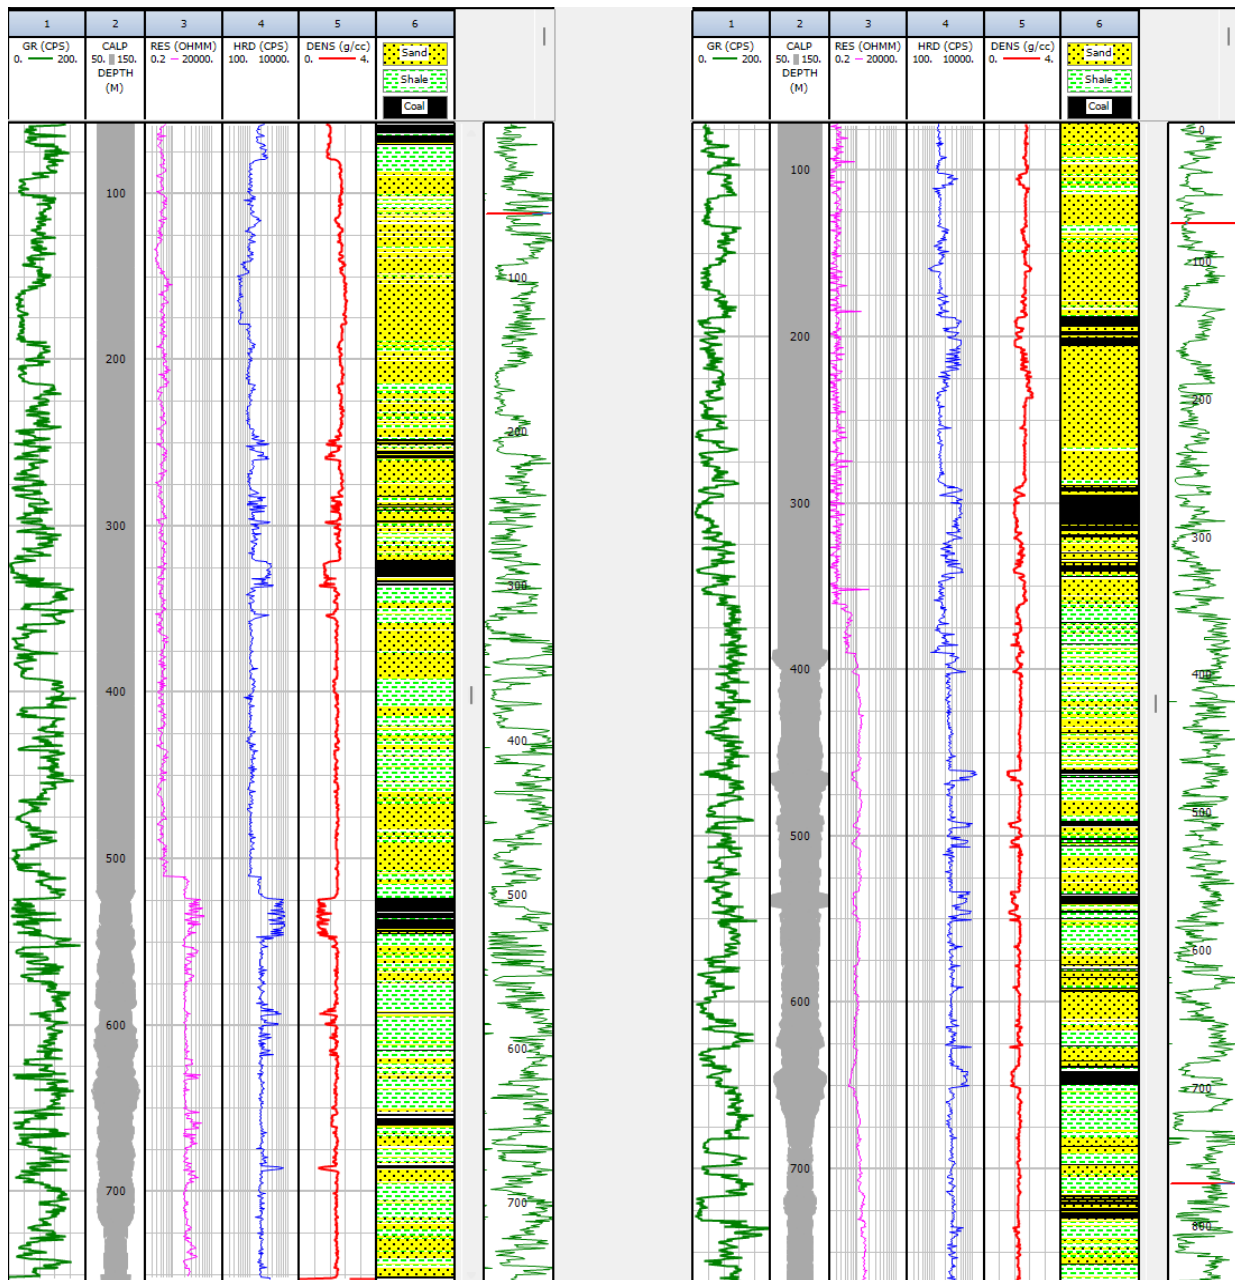 1 2 3 4 5 6
GR (CPS) CALP RES (OHMM) HRD (CPS) DENS (g/cc)
0. 200. 50. 150. 0.2 20000. 100. 10000. 0. 4.
DEPTH
(M)
Sand
Shale
Coal
100
200
300
400
500
600
700
100
200
300
400
500
600
700
1 2 3 4 5 6
GR (CPS) CALP RES (OHMM) HRD (CPS) DENS (g/cc)
0. 200. 50. 150. 0.2 20000. 100. 10000. 0. 4.
DEPTH
(M)
Sand
Shale
Coal
100
200
300
400
500
600
700
0
100
200
300
400
500
600
700
800